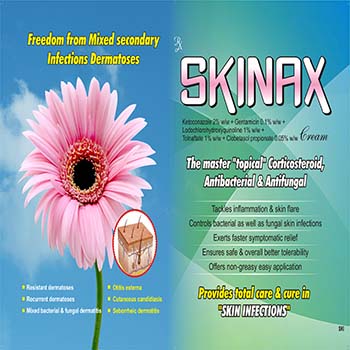 Freedom from Mixed secondary
Infections Dermatoses
• Resistant dermatoses
• Recurrent dermatoses
• Mixed bacterial & fungal dermatitis
• Otitis externa
• Cutaneous candidiasis
• Seborrheic dermatitis
Rx
SKINAX
Ketoconazole 2% w/w + Gentamicin 0.1% w/w +
Lodochlorohydroxyquinoline 1% w/w +
Tolnaftate 1% w/w + Clobetasol propionate 0.05% w/w Cream
The master "topical" Corticosteroid,
Antibacterial & Antifungal
Tackles inflammation & skin flare
Controls bacterial as well as fungal skin infections
Exerts faster symptomatic relief
Ensures safe & overall better tolerability
Offers non-greasy easy application
Provides total care & cure in
"SKIN INFECTIONS"